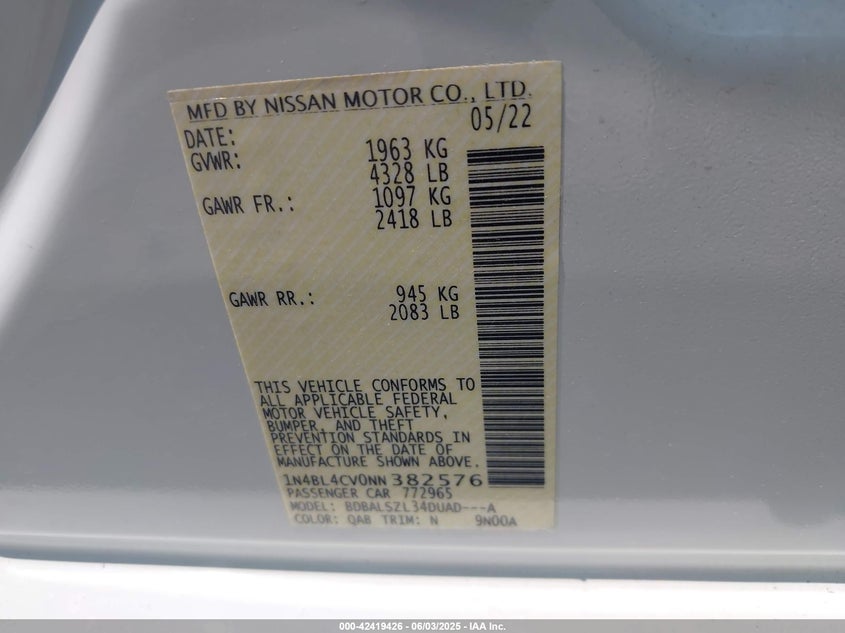 MFD BY NISSAN MOTOR CO., LTD.
DATE: 05/22
GVWR: 1963 KG
4328 LB
GAWR FR.: 1097 KG
2418 LB
GAWR RR.: 945 KG
2083 LB
THIS VEHICLE CONFORMS TO
ALL APPLICABLE FEDERAL
MOTOR VEHICLE SAFETY,
BUMPER, AND THEFT
PREVENTION STANDARDS IN
EFFECT ON THE DATE OF
MANUFACTURE SHOWN ABOVE.
1N4BL4CV0NN382576
PASSENGER CAR 772965
MODEL: BDBALSZL34DUAD---A
COLOR: QAB TRIM: N 9N00A
000-42419426 - 06/03/2025 - IAA Inc.